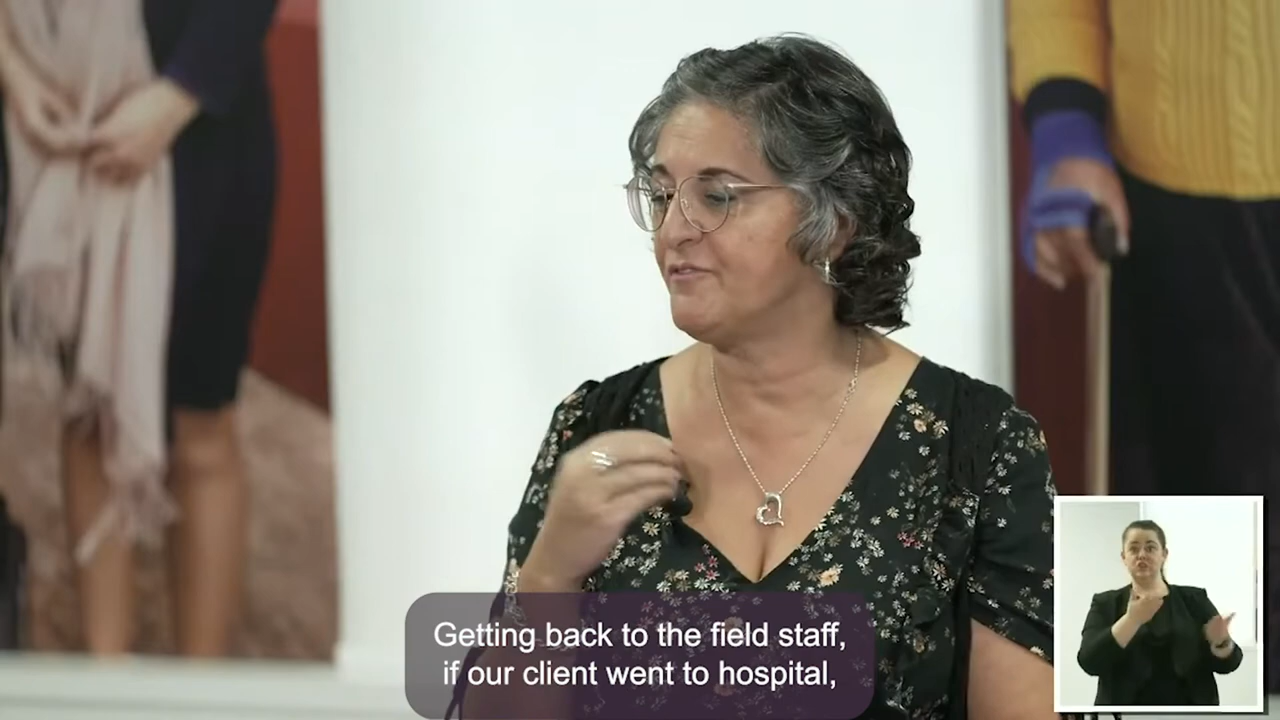 Getting back to the field staff,
if our client went to hospital,